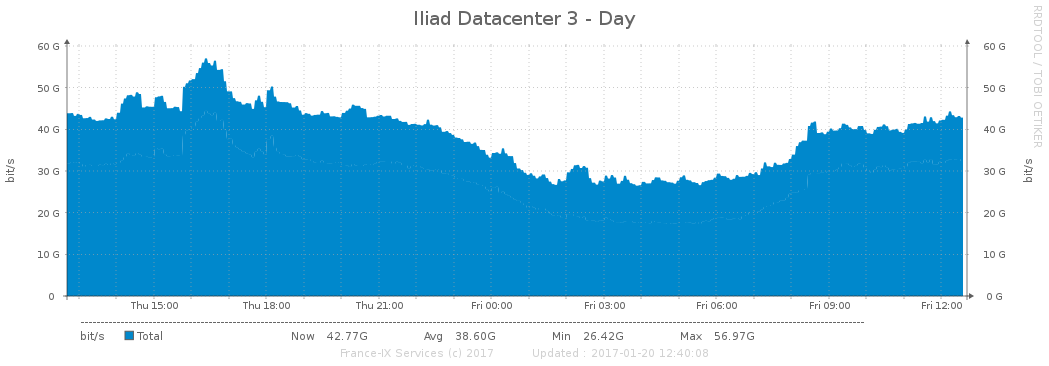 Iliad Datacenter 3 - Day
RRDTOOL / TOBI OETIKER
bit/s
60 G
50 G
40 G
30 G
20 G
10 G
0
60 G
50 G
40 G
30 G
20 G
10 G
0 G
bit/s
Thu 15:00 Thu 18:00 Thu 21:00 Fri 00:00 Fri 03:00 Fri 06:00 Fri 09:00 Fri 12:00
bit/s Total Now 42.77G Avg 38.60G Min 26.42G Max 56.97G
France-IX Services (c) 2017 Updated : 2017-01-20 12:40:08